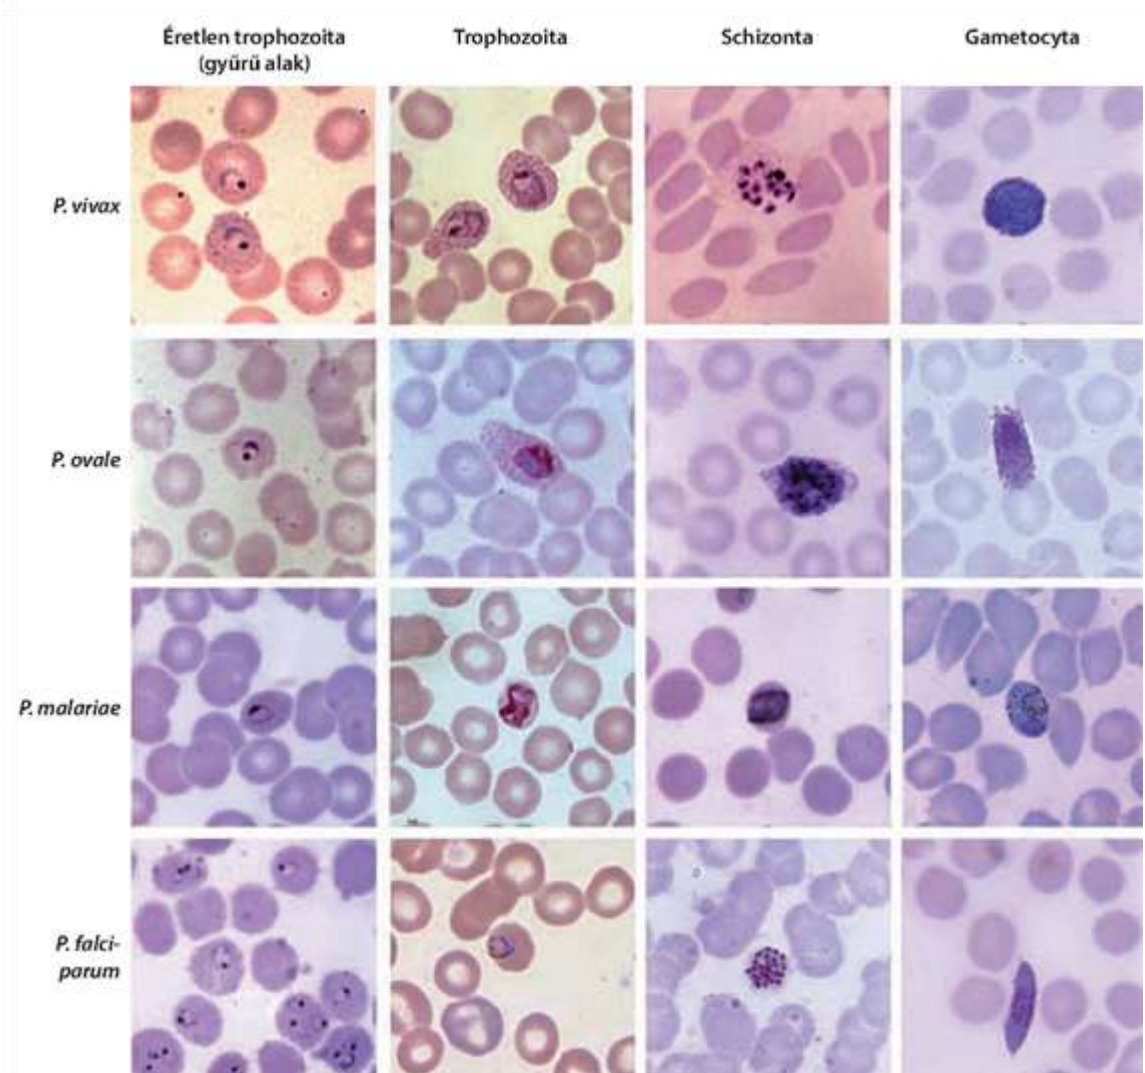 Éretlen trophozoita
(gyűrű alak)
Trophozoita
Schizonta
Gametocyta
P. vivax
P. ovale
P. malariae
P. falci-
parum